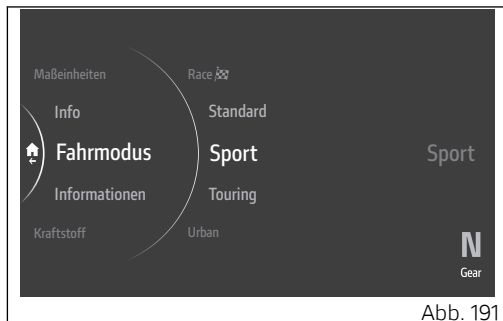 Maßeinheiten Race
Info Standard
Fahrmodus Sport Sport
Informationen Touring
Kraftstoff Urban
N
Gear
Abb. 191